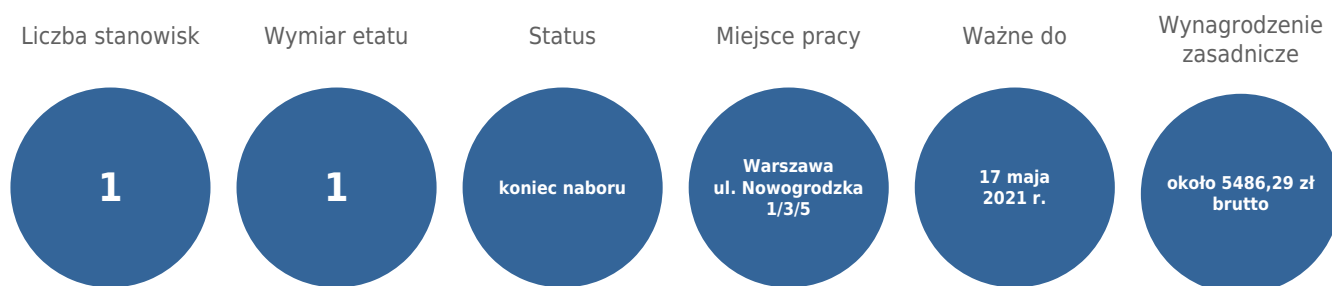 Liczba stanowisk
1
Wymiar etatu
1
Status
koniec naboru
Miejsce pracy
Warszawa
ul. Nowogrodzka
1/3/5
Ważne do
17 maja
2021 r.
Wynagrodzenie
zasadnicze
około 5486,29 zł
brutto